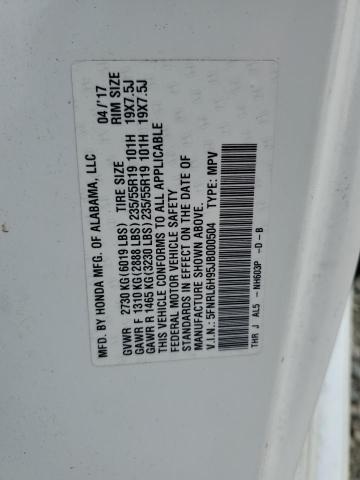 MFD. BY HONDA MFG. OF ALABAMA, LLC 04/'17
TIRE SIZE RIM SIZE
GVWR 2730 KG(6019 LBS)
GAWR F 1310 KG(2888 LBS) 235/55R19 101H 19X7.5J
GAWR R 1465 KG(3230 LBS) 235/55R19 101H 19X7.5J
THIS VEHICLE CONFORMS TO ALL APPLICABLE
FEDERAL MOTOR VEHICLE SAFETY
STANDARDS IN EFFECT ON THE DATE OF
MANUFACTURE SHOWN ABOVE.
V.I.N.: 5FNRL6H95JB000504 TYPE: MPV
THR J AL5 - NH603P -D-B